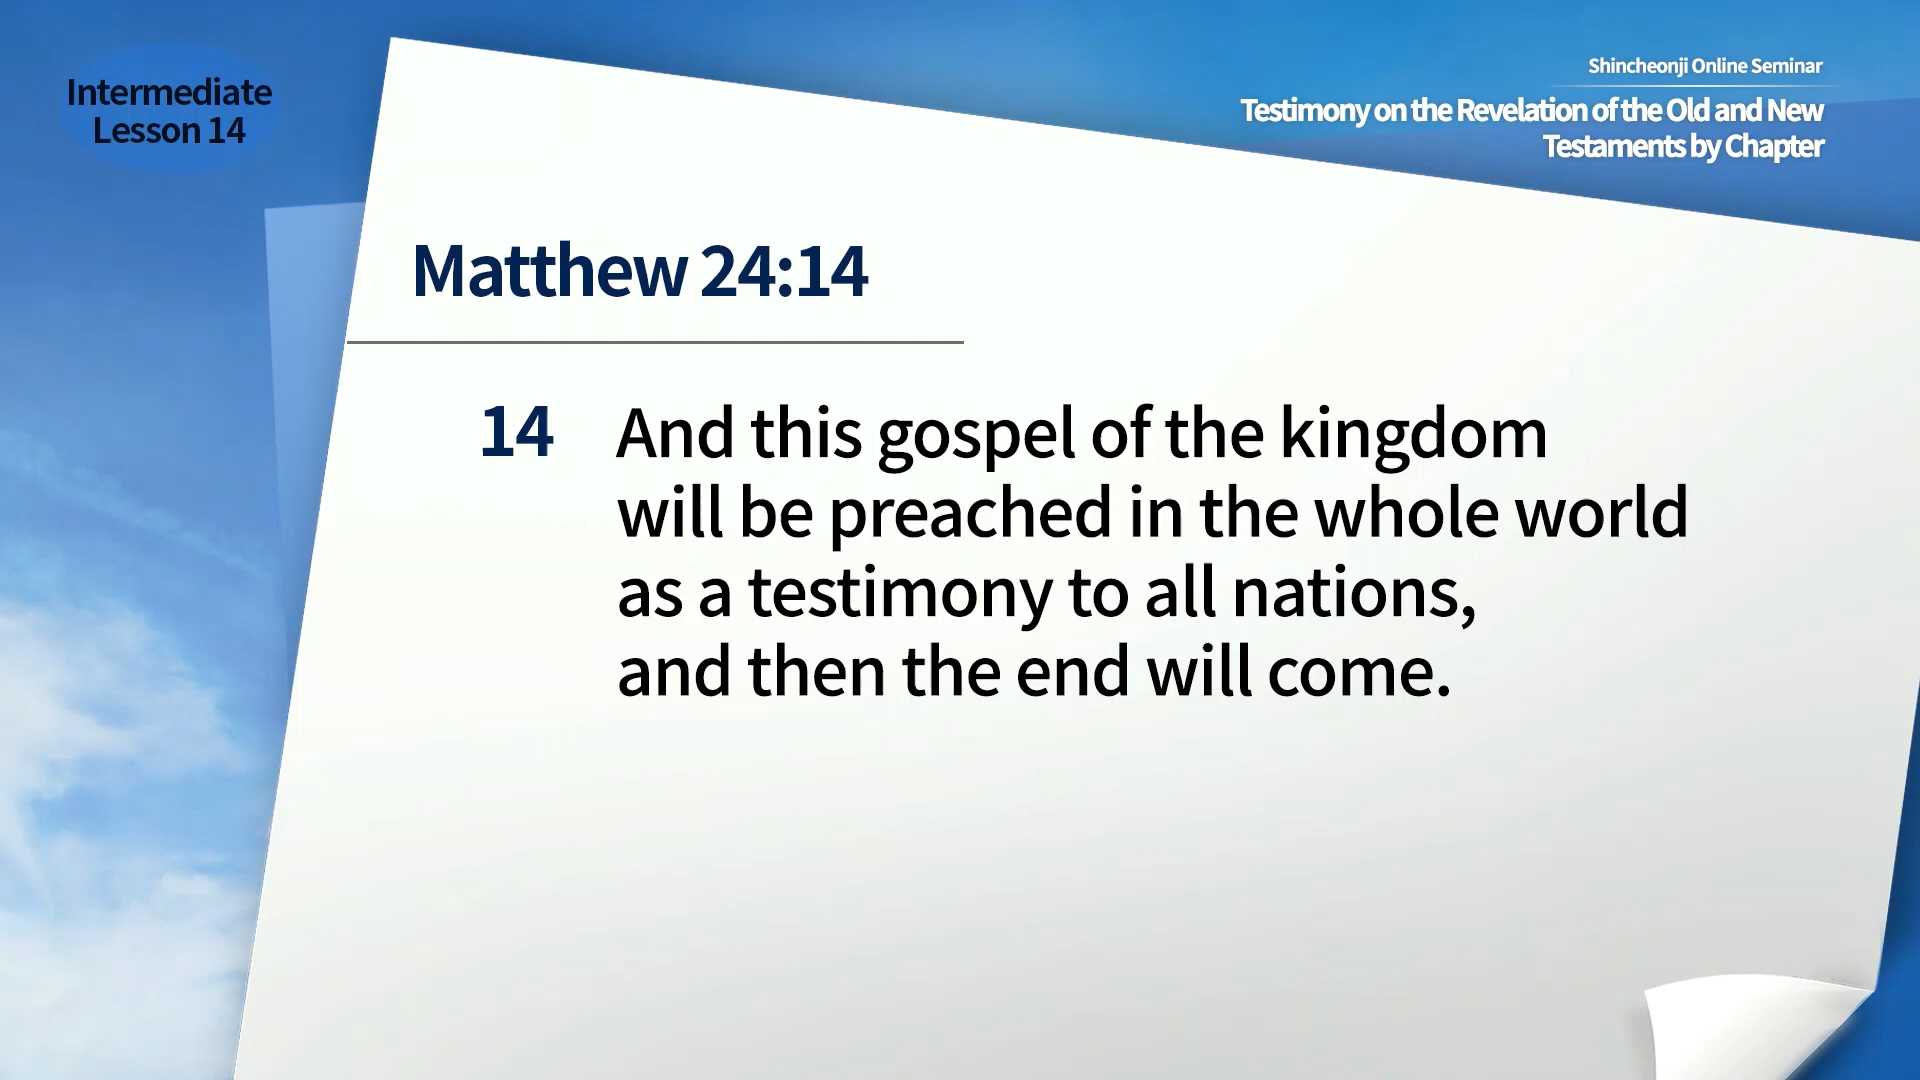 Intermediate
Lesson 14
Shincheonji Online Seminar
Testimony on the Revelation of the Old and New
Testaments by Chapter
Matthew 24:14
14 And this gospel of the kingdom
will be preached in the whole world
as a testimony to all nations,
and then the end will come.